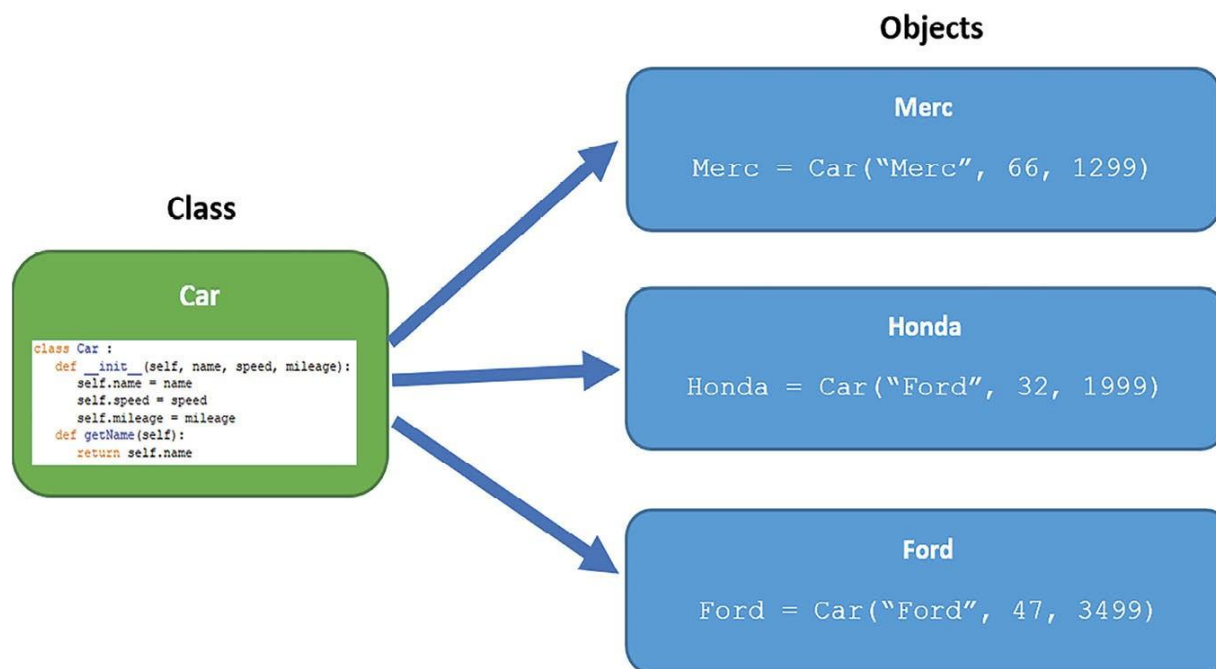 Class
Car
class Car :
def __init__(self, name, speed, mileage):
self.name = name
self.speed = speed
self.mileage = mileage
def getName(self):
return self.name
Objects
Merc
Merc = Car(“Merc”, 66, 1299)
Honda
Honda = Car(“Ford”, 32, 1999)
Ford
Ford = Car(“Ford”, 47, 3499)